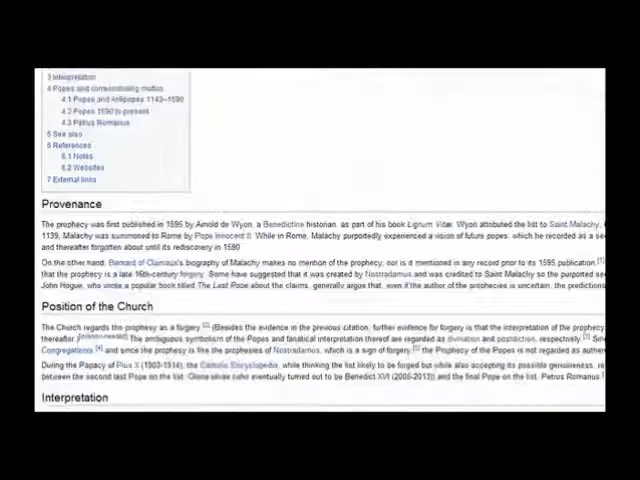 3 Interpretation
4 Popes and corresponding mottos
4.1 Popes and Antipopes 1143–1590
4.2 Popes 1590 to present
4.3 Petrus Romanus
5 See also
6 References
6.1 Notes
6.2 Websites
7 External links
Provenance
The prophecy was first published in 1595 by Arnold de Wyon, a Benedictine historian, as part of his book Lignum Vitæ. Wyon attributed the list to Saint Malachy,
1139, Malachy was summoned to Rome by Pope Innocent II. While in Rome, Malachy purportedly experienced a vision of future popes, which he recorded as a se
and thereafter forgotten about until its rediscovery in 1590
On the other hand, Bernard of Clairvaux's biography of Malachy makes no mention of the prophecy, nor is it mentioned in any record prior to its 1595 publication.[1]
that the prophecy is a late 16th-century forgery. Some have suggested that it was created by Nostradamus and was credited to Saint Malachy so the purported se
John Hogue, who wrote a popular book titled The Last Pope about the claims, generally argue that, even if the author of the prophecies is uncertain, the predictions
Position of the Church
The Church regards the prophesy as a forgery [2] (Besides the evidence in the previous citation, further evidence for forgery is that the interpretation of the prophecy
thereafter The ambiguous symbolism of the Popes and fanatical interpretation thereof are regarded as divination and postdiction, respectively.[3] Sin
Congregations,[4] and since the prophesy is like the prophesies of Nostradamus, which is a sign of forgery,[5] the Prophecy of the Popes is not regarded as authen
During the Papacy of Pius X (1903-1914), the Catholic Encyclopedia, while thinking the list likely to be forged but while also accepting its possible genuineness, re
between the second last Pope on the list, Gloria olivae (who eventually turned out to be Benedict XVI (2005-2013)) and the final Pope on the list, Petrus Romanus.
Interpretation